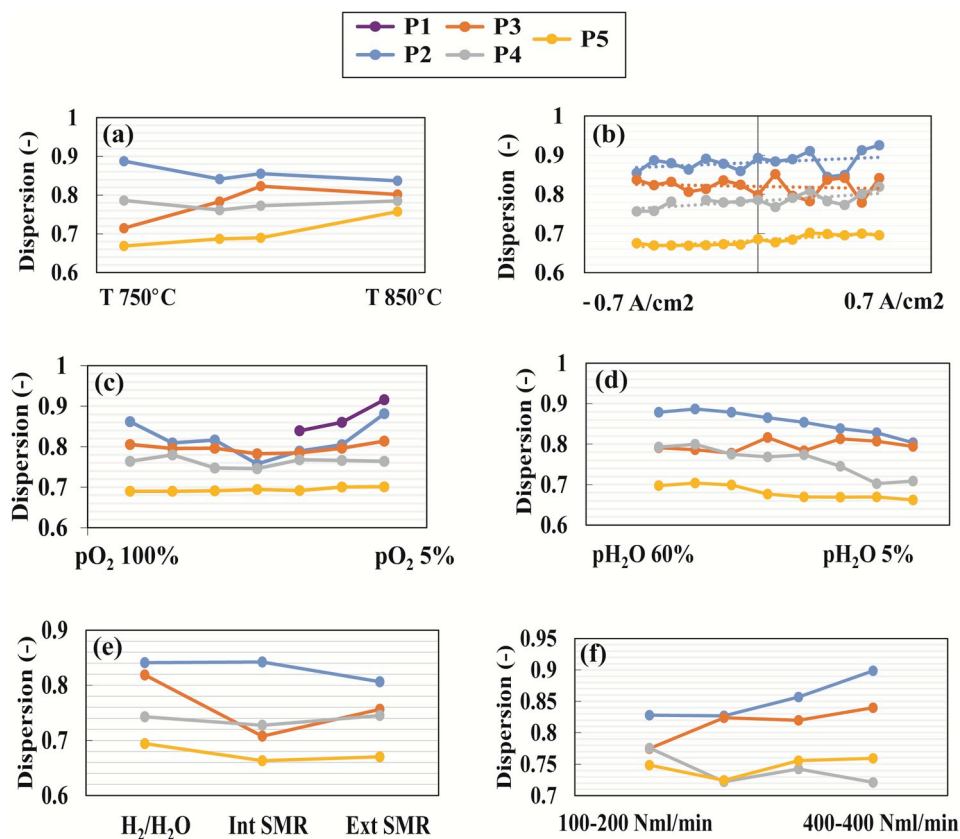 P1 P3 P5
P2 P4
(a)
Dispersion (-)
1
0.9
0.8
0.7
0.6
T 750°C T 850°C
(b)
Dispersion (-)
1
0.9
0.8
0.7
0.6
-0.7 A/cm2 0.7 A/cm2
(c)
Dispersion (-)
1
0.9
0.8
0.7
0.6
pO₂ 100% pO₂ 5%
(d)
Dispersion (-)
1
0.9
0.8
0.7
0.6
pH₂O 60% pH₂O 5%
(e)
Dispersion (-)
0.9
0.8
0.7
0.6
H₂/H₂O Int SMR Ext SMR
(f)
Dispersion (-)
0.95
0.9
0.85
0.8
0.75
0.7
100-200 Nml/min 400-400 Nml/min